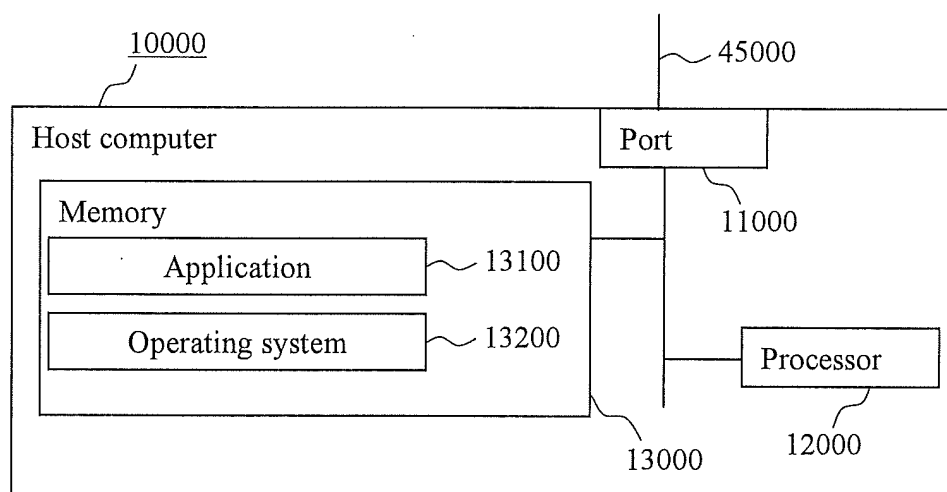 10000
45000
Host computer
Port
11000
Memory
Application
13100
Operating system
13200
Processor
12000
13000